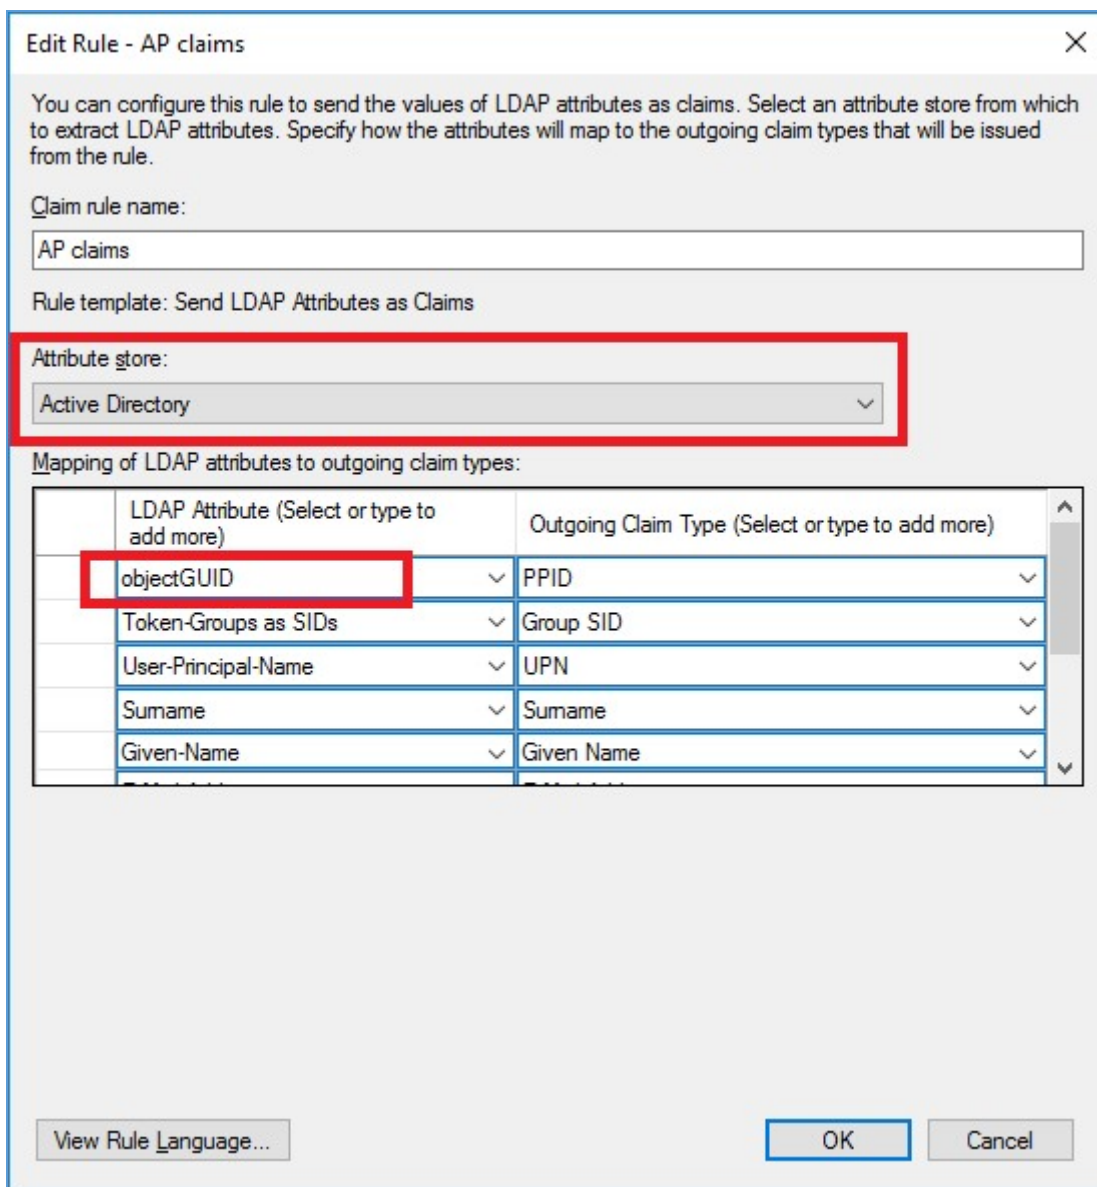 Edit Rule - AP claims
You can configure this rule to send the values of LDAP attributes as claims. Select an attribute store from which
to extract LDAP attributes. Specify how the attributes will map to the outgoing claim types that will be issued
from the rule.
Claim rule name:
AP claims
Rule template: Send LDAP Attributes as Claims
Attribute store:
Active Directory
Mapping of LDAP attributes to outgoing claim types:
LDAP Attribute (Select or type to
add more)
Outgoing Claim Type (Select or type to add more)
objectGUID PPID
Token-Groups as SIDs Group SID
User-Principal-Name UPN
Surname Surname
Given-Name Given Name
View Rule Language... OK Cancel